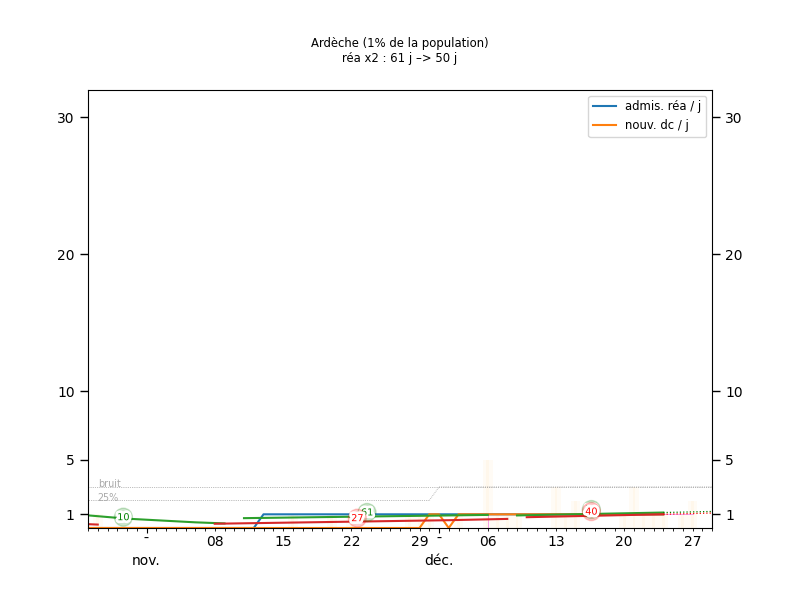 Ardèche (1% de la population)
réa x2 : 61 j –> 50 j
admis. réa / j
nouv. dc / j
30 30
20 20
10 10
5 5
bruit
25%
1 10 27 61 40 1
- 08 15 22 29 - 06 13 20 27
nov. déc.